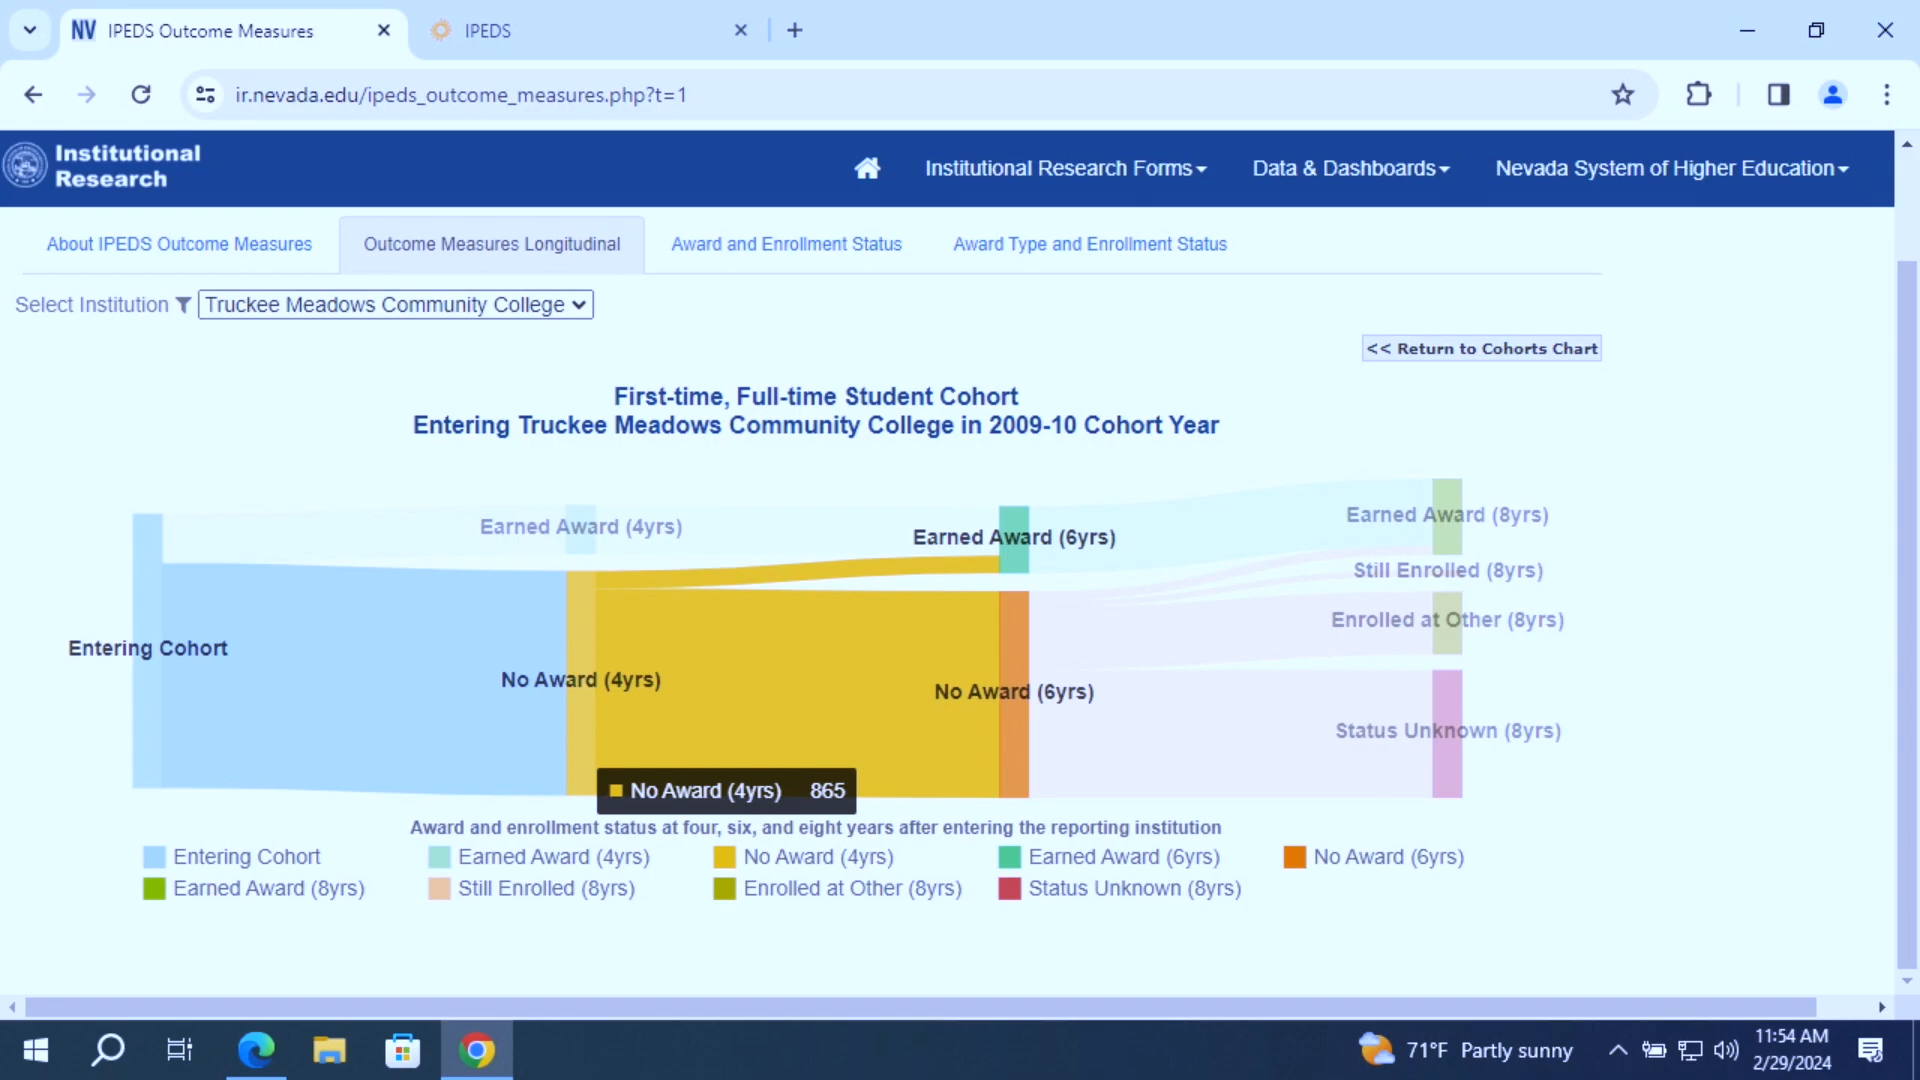 IPEDS Outcome Measures
IPEDS
ir.nevada.edu/ipeds_outcome_measures.php?t=1
Institutional
Research
Institutional Research Forms
Data & Dashboards
Nevada System of Higher Education
About IPEDS Outcome Measures
Outcome Measures Longitudinal
Award and Enrollment Status
Award Type and Enrollment Status
Select Institution
Truckee Meadows Community College
<< Return to Cohorts Chart
First-time, Full-time Student Cohort
Entering Truckee Meadows Community College in 2009-10 Cohort Year
Earned Award (4yrs)
Earned Award (6yrs)
Earned Award (8yrs)
Still Enrolled (8yrs)
Enrolled at Other (8yrs)
Entering Cohort
No Award (4yrs)
No Award (6yrs)
Status Unknown (8yrs)
No Award (4yrs) 865
Award and enrollment status at four, six, and eight years after entering the reporting institution
Entering Cohort
Earned Award (4yrs)
No Award (4yrs)
Earned Award (6yrs)
No Award (6yrs)
Earned Award (8yrs)
Still Enrolled (8yrs)
Enrolled at Other (8yrs)
Status Unknown (8yrs)
71°F Partly sunny
11:54 AM
2/29/2024